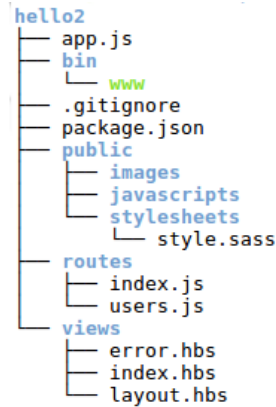 hello2
├── app.js
├── bin
│   └── www
├── .gitignore
├── package.json
├── public
│   ├── images
│   ├── javascripts
│   └── stylesheets
│       └── style.sass
├── routes
│   ├── index.js
│   └── users.js
└── views
    ├── error.hbs
    ├── index.hbs
    └── layout.hbs